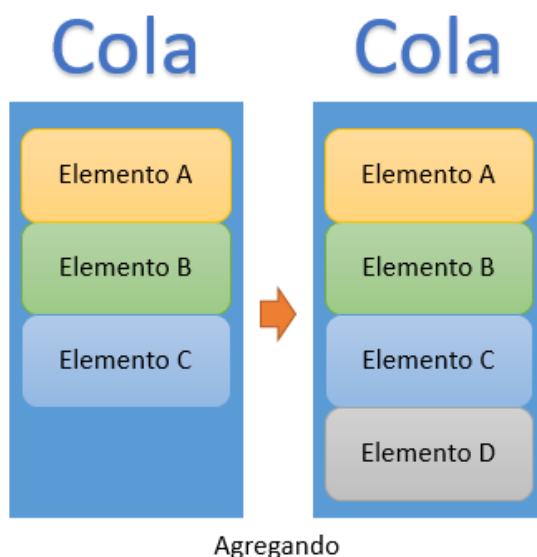 Cola
Elemento A
Elemento B
Elemento C
Cola
Elemento A
Elemento B
Elemento C
Elemento D
Agregando